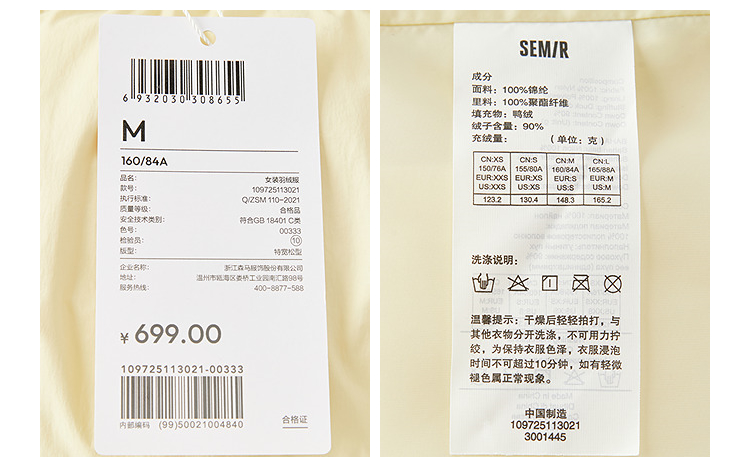 6 932030 308655
M
160/84A
品名: 女装羽绒服
款号: 109725113021
执行标准: Q/ZSM 110-2021
质量等级: 合格品
安全技术类别: 符合GB 18401 C类
色号: 00333
检验员: 10
版型: 特宽松型
企业名称: 浙江森马服饰股份有限公司
地址: 温州市瓯海区娄桥工业园南汇路98号
服务热线: 400-8877-588
¥ 699.00
109725113021-00333
内部编码 (99)50021004840
合格证
SEMIR
成分
面料：100%锦纶
里料：100%聚酯纤维
填充物：鸭绒
绒子含量：90%
充绒量： （单位：克）
CN:XS CN:S CN:M CN:L
150/76A 155/80A 160/84A 165/88A
EUR:XXS EUR:XS EUR:S EUR:M
US:XXS US:XS US:S US:M
123.2 130.4 148.3 165.2
洗涤说明：
温馨提示：干燥后轻轻拍打，与
其他衣物分开洗涤，不可用力拧
绞，为保持衣服色泽，衣服浸泡
时间不可超过10分钟，如有轻微
褪色属正常现象。
中国制造
109725113021
3001445